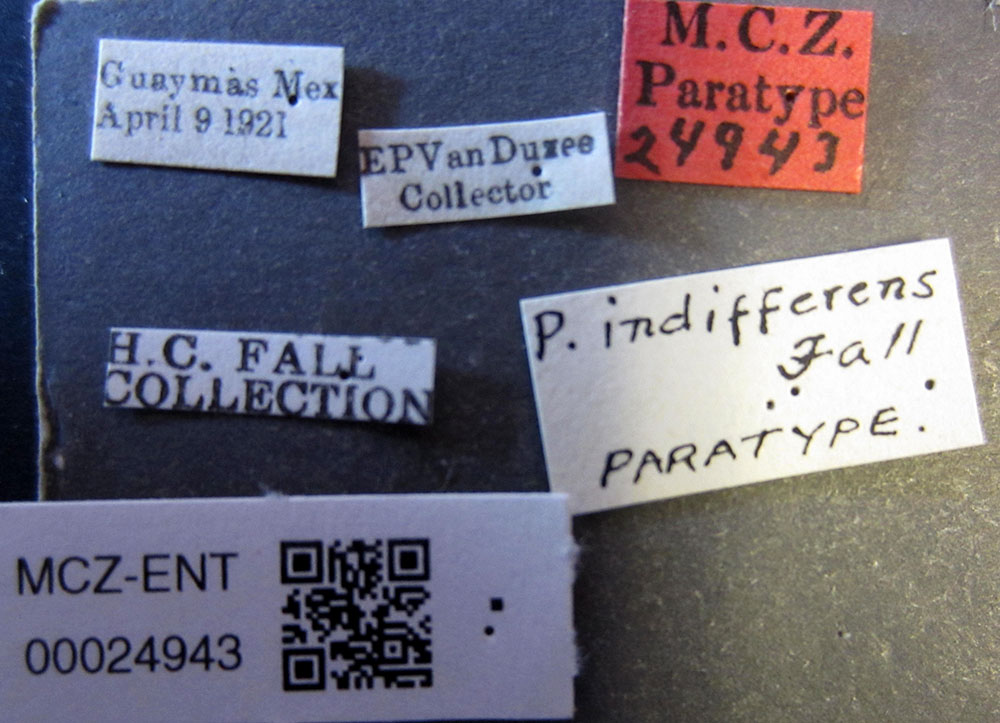 Guaymas Mex
April 9 1921
EPVanDuzee
Collector
M.C.Z.
Paratype
24943
H.C. FALL
COLLECTION
P. indifferens
Fall
PARATYPE.
MCZ-ENT
00024943